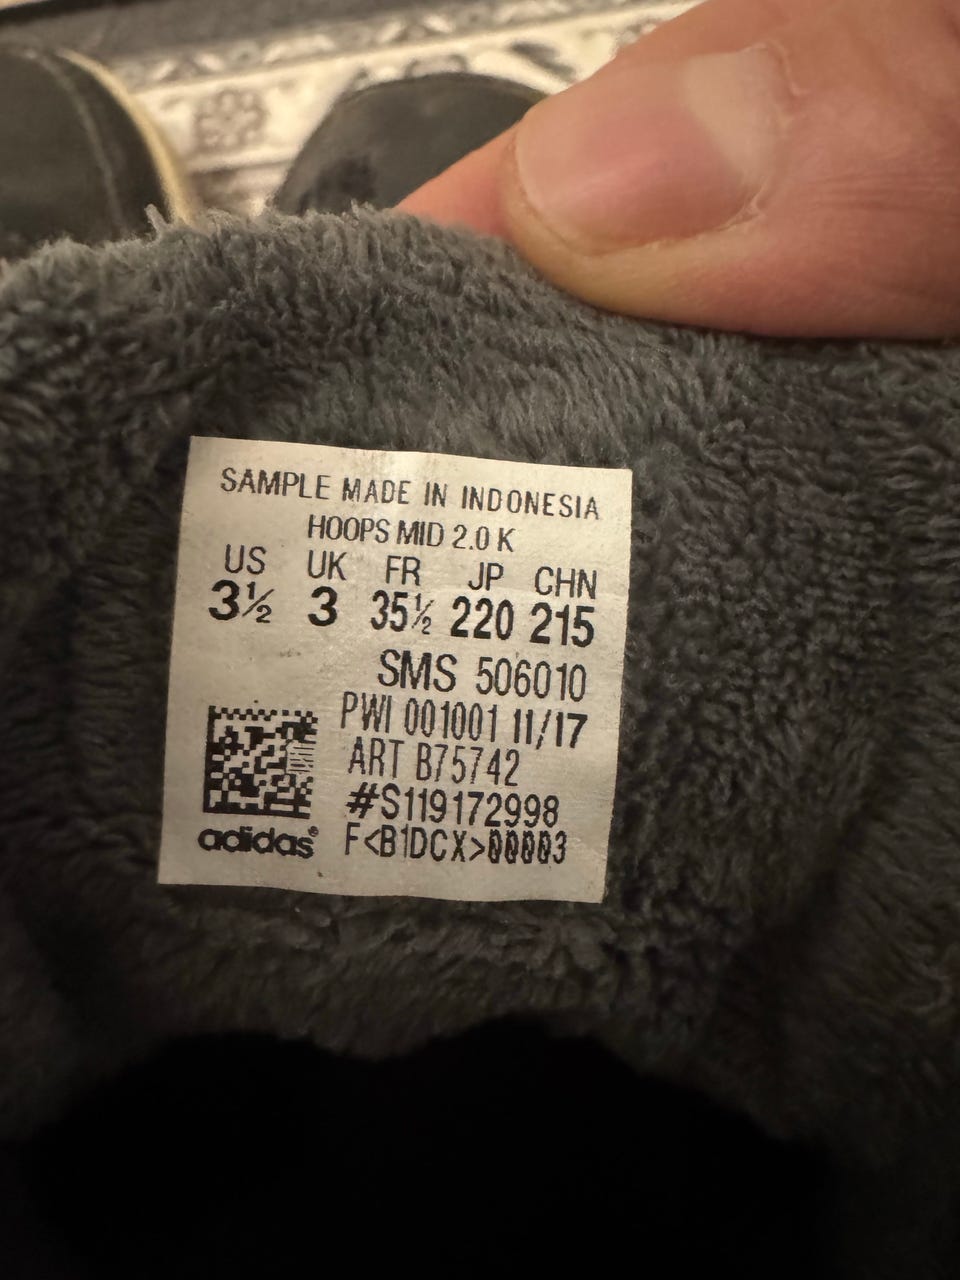 SAMPLE MADE IN INDONESIA
HOOPS MID 2.0 K
US UK FR JP CHN
3½ 3 35½ 220 215
SMS 506010
PWI 001001 11/17
ART B75742
#S119172998
adidas® F<B1DCX>00003